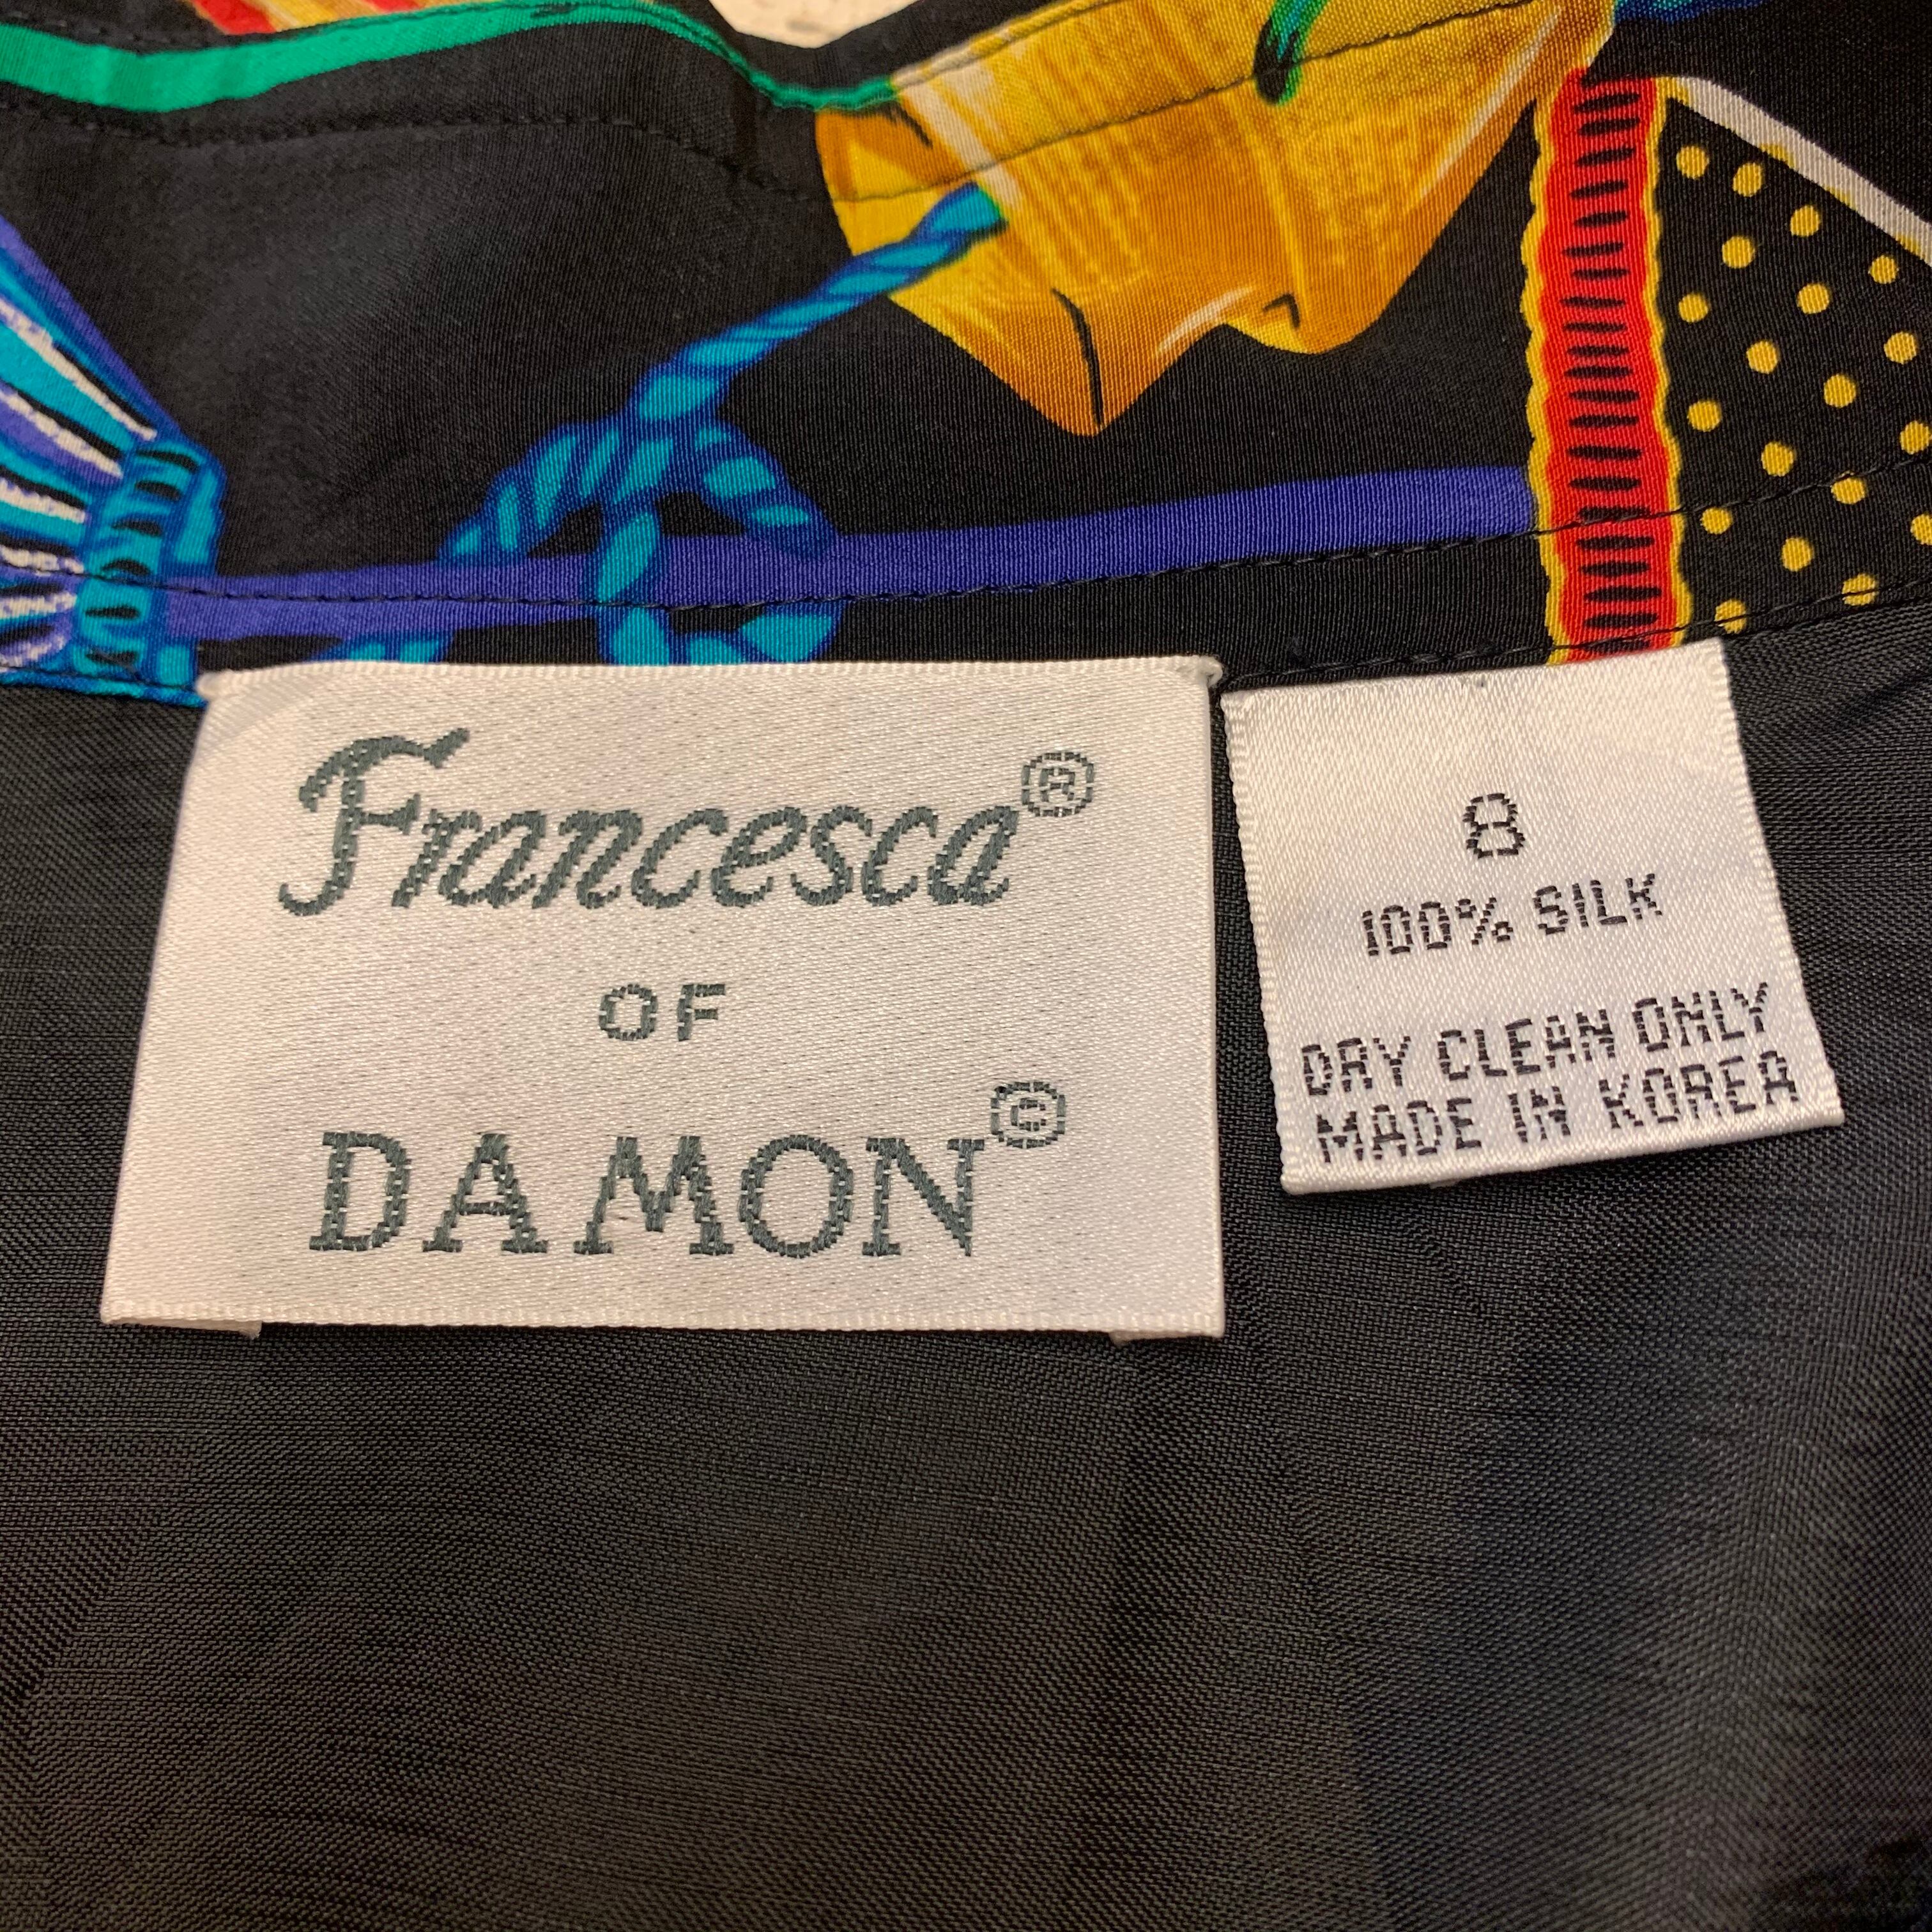 Francesca®
OF
DAMON©
8
100% SILK
DRY CLEAN ONLY
MADE IN KOREA